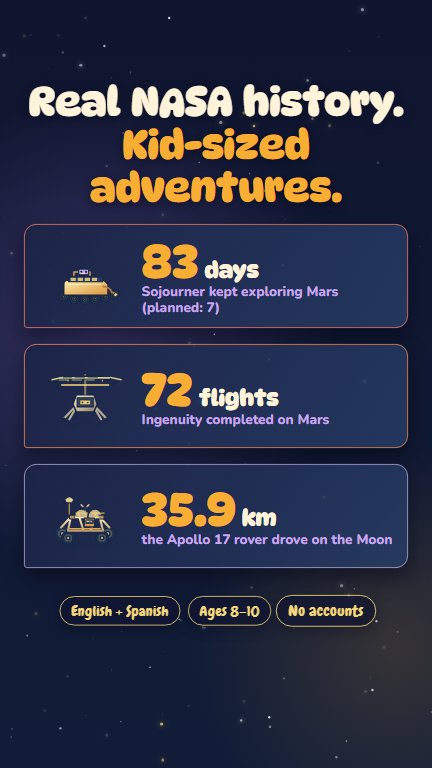 Real NASA history.
Kid-sized
adventures.
83 days
Sojourner kept exploring Mars
(planned: 7)
72 flights
Ingenuity completed on Mars
35.9 km
the Apollo 17 rover drove on the Moon
English + Spanish
Ages 8–10
No accounts